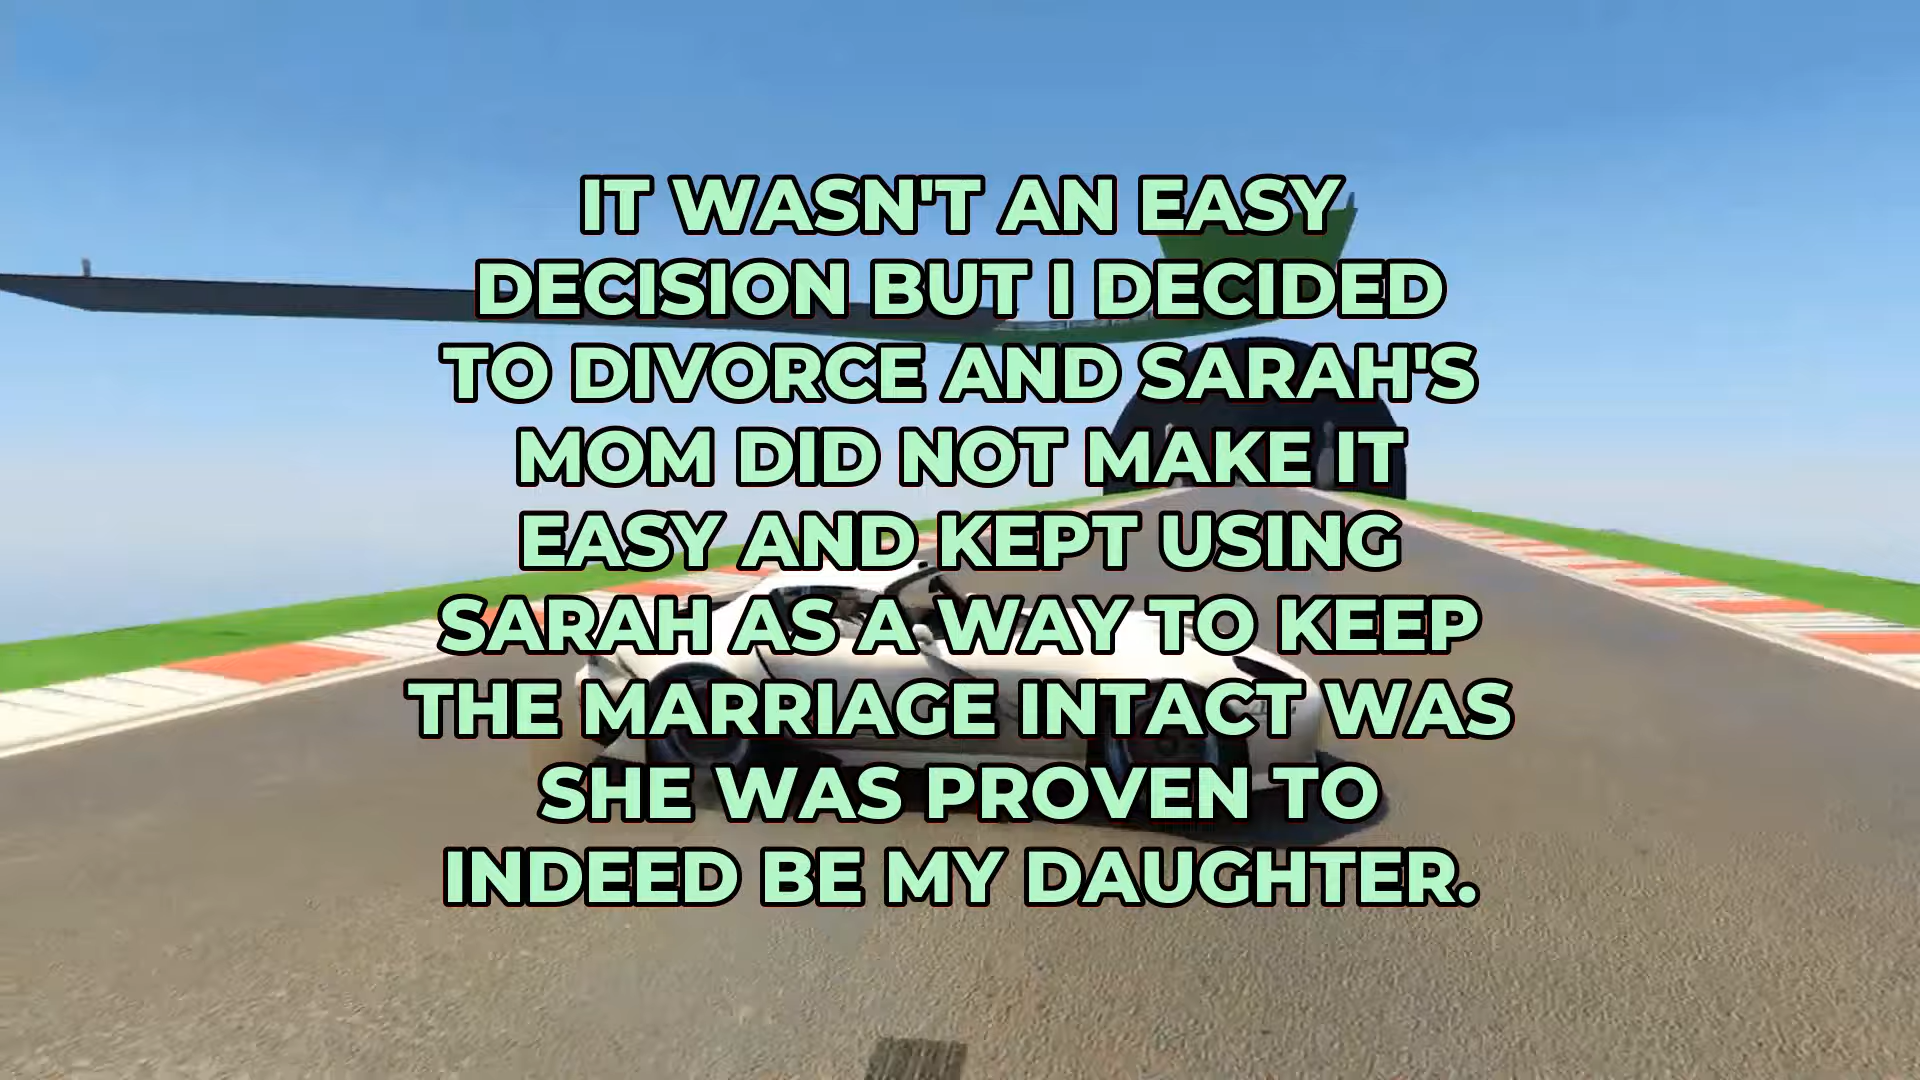 IT WASN'T AN EASY
DECISION BUT I DECIDED
TO DIVORCE AND SARAH'S
MOM DID NOT MAKE IT
EASY AND KEPT USING
SARAH AS A WAY TO KEEP
THE MARRIAGE INTACT WAS
SHE WAS PROVEN TO
INDEED BE MY DAUGHTER.